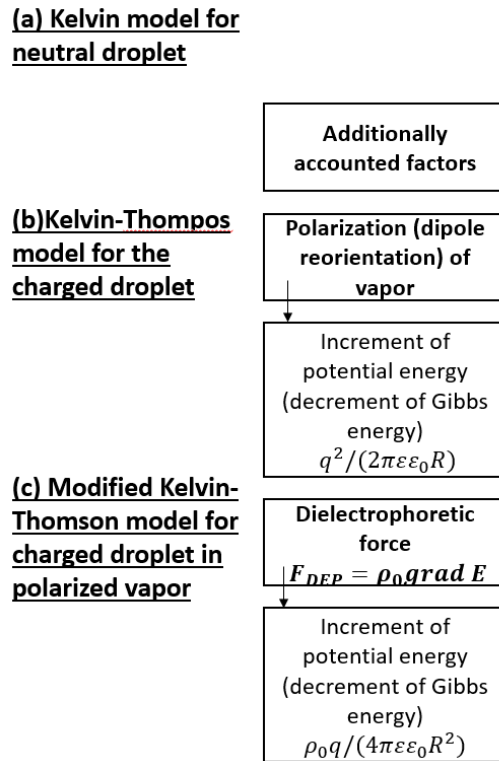 (a) Kelvin model for
neutral droplet
Additionally
accounted factors
(b)Kelvin-Thompos
model for the
charged droplet
Polarization (dipole
reorientation) of
vapor
Increment of
potential energy
(decrement of Gibbs
energy)
q²/(2πεε₀R)
(c) Modified Kelvin-
Thomson model for
charged droplet in
polarized vapor
Dielectrophoretic
force
F_DEP = ρ₀grad E
Increment of
potential energy
(decrement of Gibbs
energy)
ρ₀q/(4πεε₀R²)